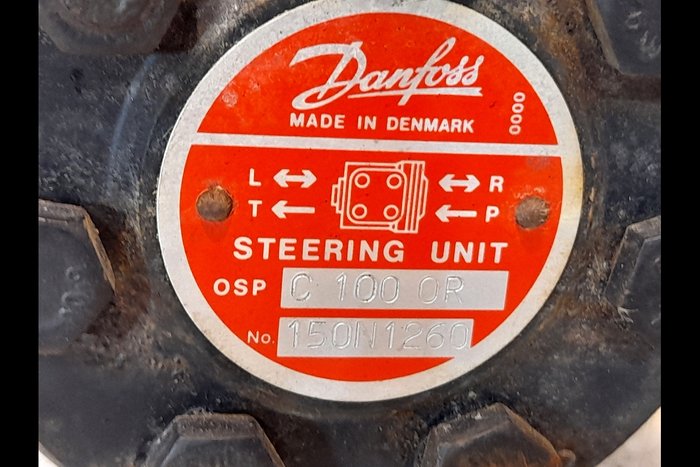 Danfoss
MADE IN DENMARK
0000
L R
T P
STEERING UNIT
OSP C 100 OR
No. 150N1260